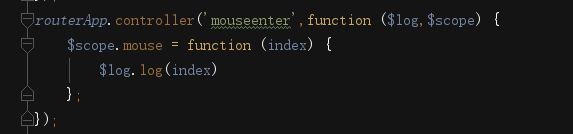 routerApp.controller('mouseenter',function ($log,$scope) {
$scope.mouse = function (index) {
$log.log(index)
};
});